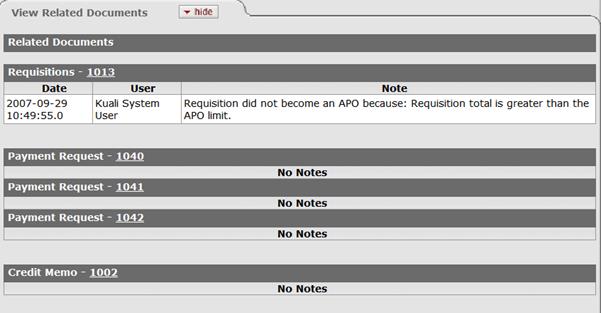 View Related Documents hide
Related Documents
Requisitions - 1013
Date User Note
2007-09-29 Kuali System Requisition did not become an APO because: Requisition total is greater than the
10:49:55.0 User APO limit.
Payment Request - 1040
No Notes
Payment Request - 1041
No Notes
Payment Request - 1042
No Notes
Credit Memo - 1002
No Notes